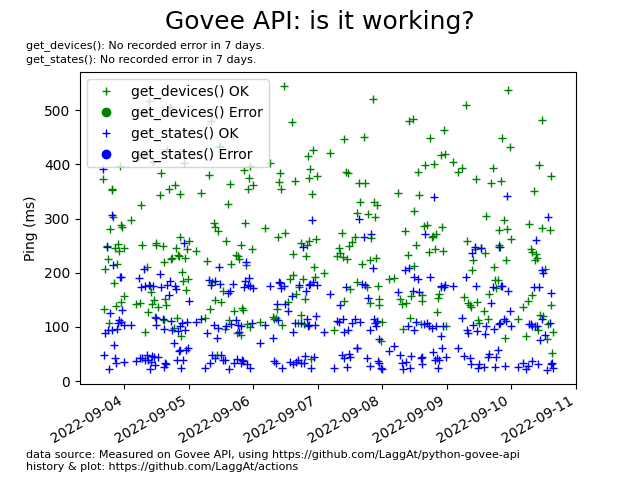 Govee API: is it working?
get_devices(): No recorded error in 7 days.
get_states(): No recorded error in 7 days.
get_devices() OK
get_devices() Error
get_states() OK
get_states() Error
Ping (ms)
500
400
300
200
100
0
2022-09-04
2022-09-05
2022-09-06
2022-09-07
2022-09-08
2022-09-09
2022-09-10
2022-09-11
data source: Measured on Govee API, using https://github.com/LaggAt/python-govee-api
history & plot: https://github.com/LaggAt/actions